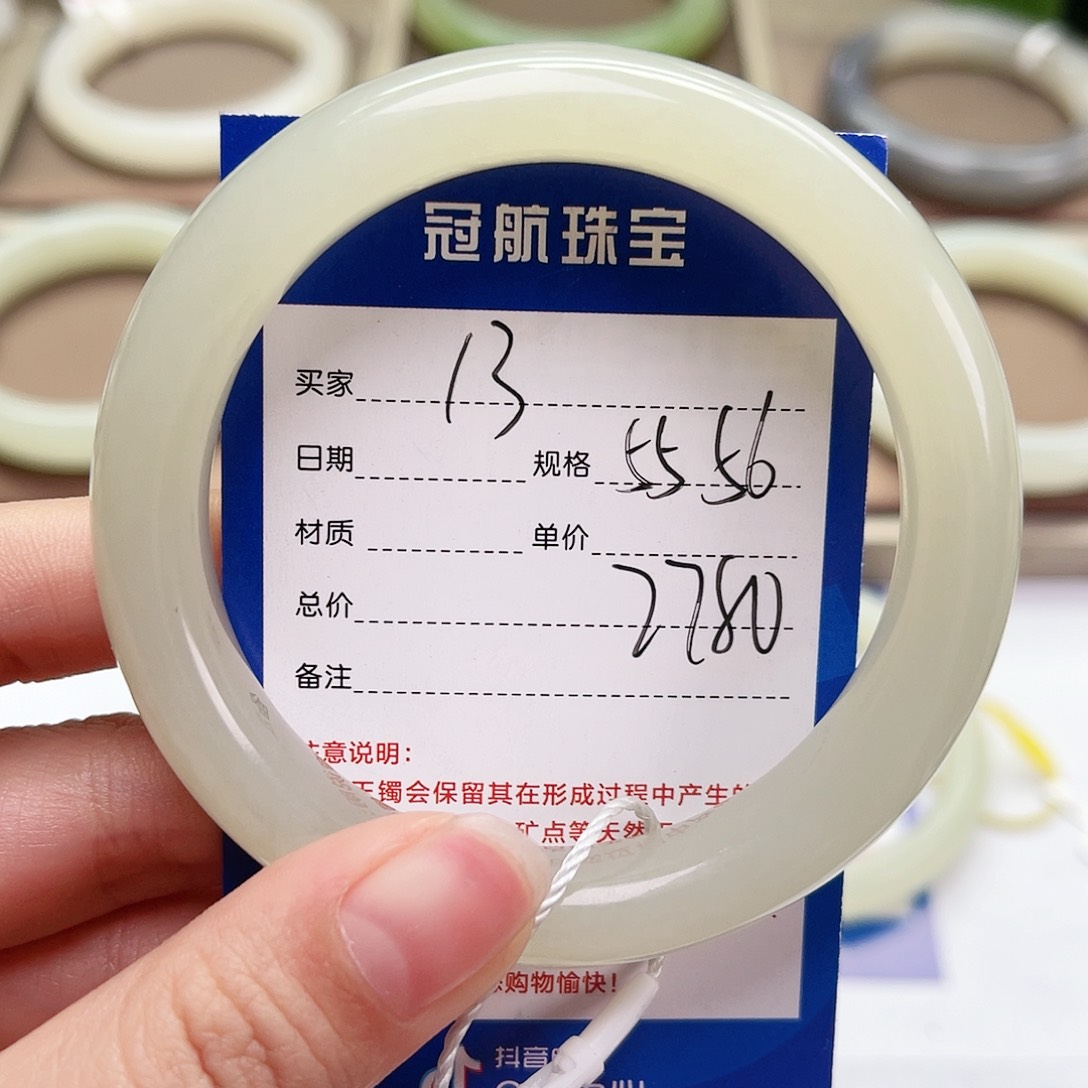 冠航珠宝
买家 13
日期 规格 55 56
材质 单价
总价 2780
备注
注意说明：
玉镯会保留其在形成过程中产生的
矿点等天然
购物愉快！
抖音